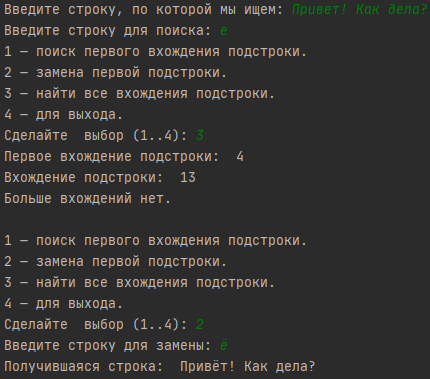 Введите строку, по которой мы ищем: Привет! Как дела?
Введите строку для поиска: е
1 – поиск первого вхождения подстроки.
2 – замена первой подстроки.
3 – найти все вхождения подстроки.
4 – для выхода.
Сделайте  выбор (1..4): 3
Первое вхождение подстроки:  4
Вхождение подстроки:  13
Больше вхождений нет.

1 – поиск первого вхождения подстроки.
2 – замена первой подстроки.
3 – найти все вхождения подстроки.
4 – для выхода.
Сделайте  выбор (1..4): 2
Введите строку для замены: ё
Получившаяся строка:  Привёт! Как дела?